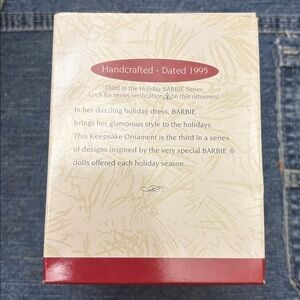 Handcrafted - Dated 1995
Third in the Holiday BARBIE Series
Look for series verification on this ornament
In her dazzling holiday dress, BARBIE
brings her glamorous style to the holidays.
This Keepsake Ornament is the third in a series
of designs inspired by the very special BARBIE ®
dolls offered each holiday season.